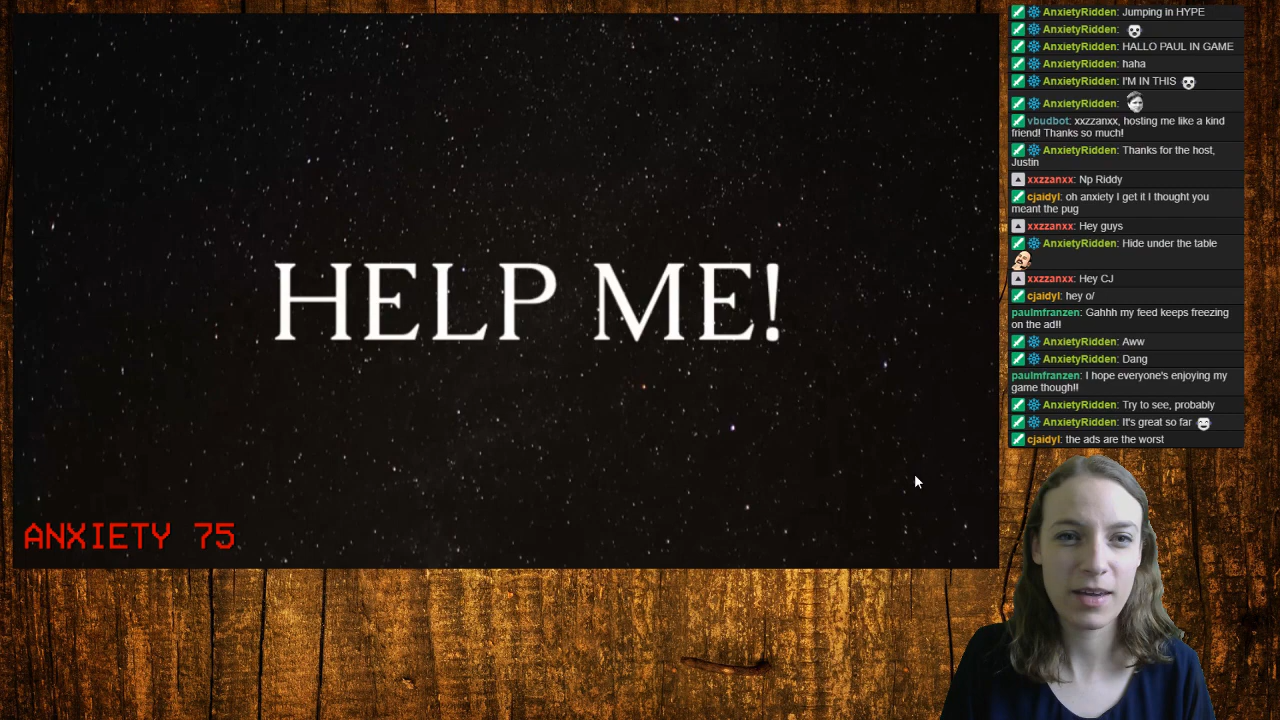 HELP ME!
ANXIETY 75
AnxietyRidden: Jumping in HYPE
AnxietyRidden:
AnxietyRidden: HALLO PAUL IN GAME
AnxietyRidden: haha
AnxietyRidden: I'M IN THIS
AnxietyRidden:
vbudbot: xxzzanxx, hosting me like a kind
friend! Thanks so much!
AnxietyRidden: Thanks for the host,
Justin
xxzzanxx: Np Riddy
cjaidyl: oh anxiety I get it I thought you
meant the pug
xxzzanxx: Hey guys
AnxietyRidden: Hide under the table
xxzzanxx: Hey CJ
cjaidyl: hey o/
paulmfranzen: Gahhh my feed keeps freezing
on the ad!!
AnxietyRidden: Aww
AnxietyRidden: Dang
paulmfranzen: I hope everyone's enjoying my
game though!!
AnxietyRidden: Try to see, probably
AnxietyRidden: It's great so far
cjaidyl: the ads are the worst